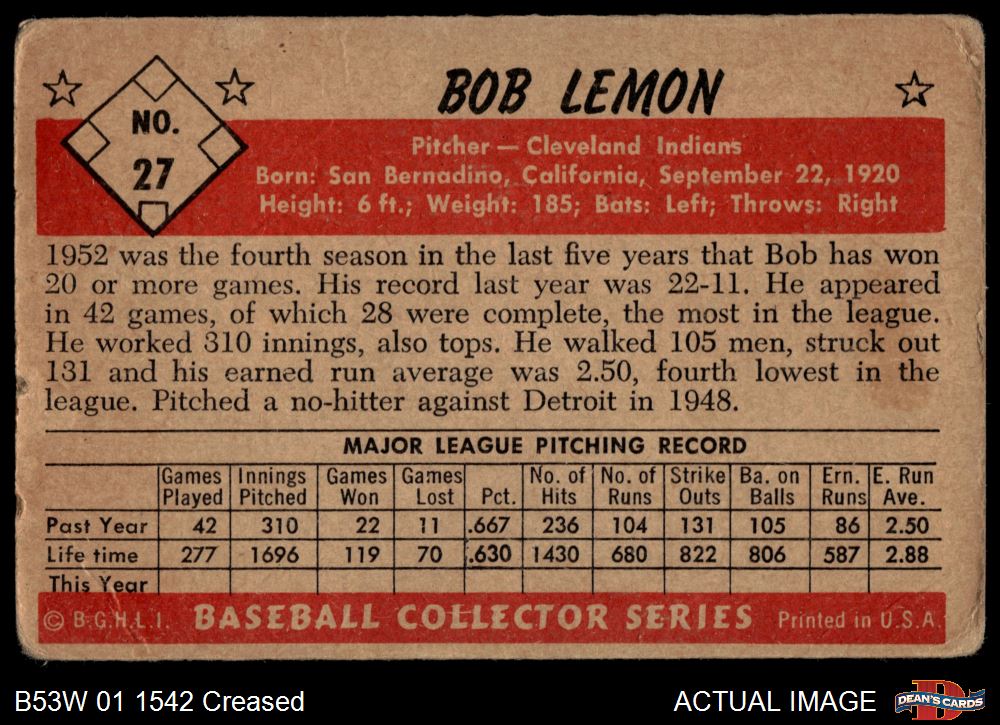 NO.
27
BOB LEMON
Pitcher — Cleveland Indians
Born: San Bernadino, California, September 22, 1920
Height: 6 ft.; Weight: 185; Bats: Left; Throws: Right
1952 was the fourth season in the last five years that Bob has won
20 or more games. His record last year was 22-11. He appeared
in 42 games, of which 28 were complete, the most in the league.
He worked 310 innings, also tops. He walked 105 men, struck out
131 and his earned run average was 2.50, fourth lowest in the
league. Pitched a no-hitter against Detroit in 1948.
MAJOR LEAGUE PITCHING RECORD
Games Played Innings Pitched Games Won Games Lost Pct. No. of Hits No. of Runs Strike Outs Ba. on Balls Ern. Runs E. Run Ave.
Past Year 42 310 22 11 .667 236 104 131 105 86 2.50
Life time 277 1696 119 70 .630 1430 680 822 806 587 2.88
This Year
© B.G.H.L.I. BASEBALL COLLECTOR SERIES Printed in U.S.A.
B53W 01 1542 Creased
ACTUAL IMAGE
D
DEAN'S CARDS